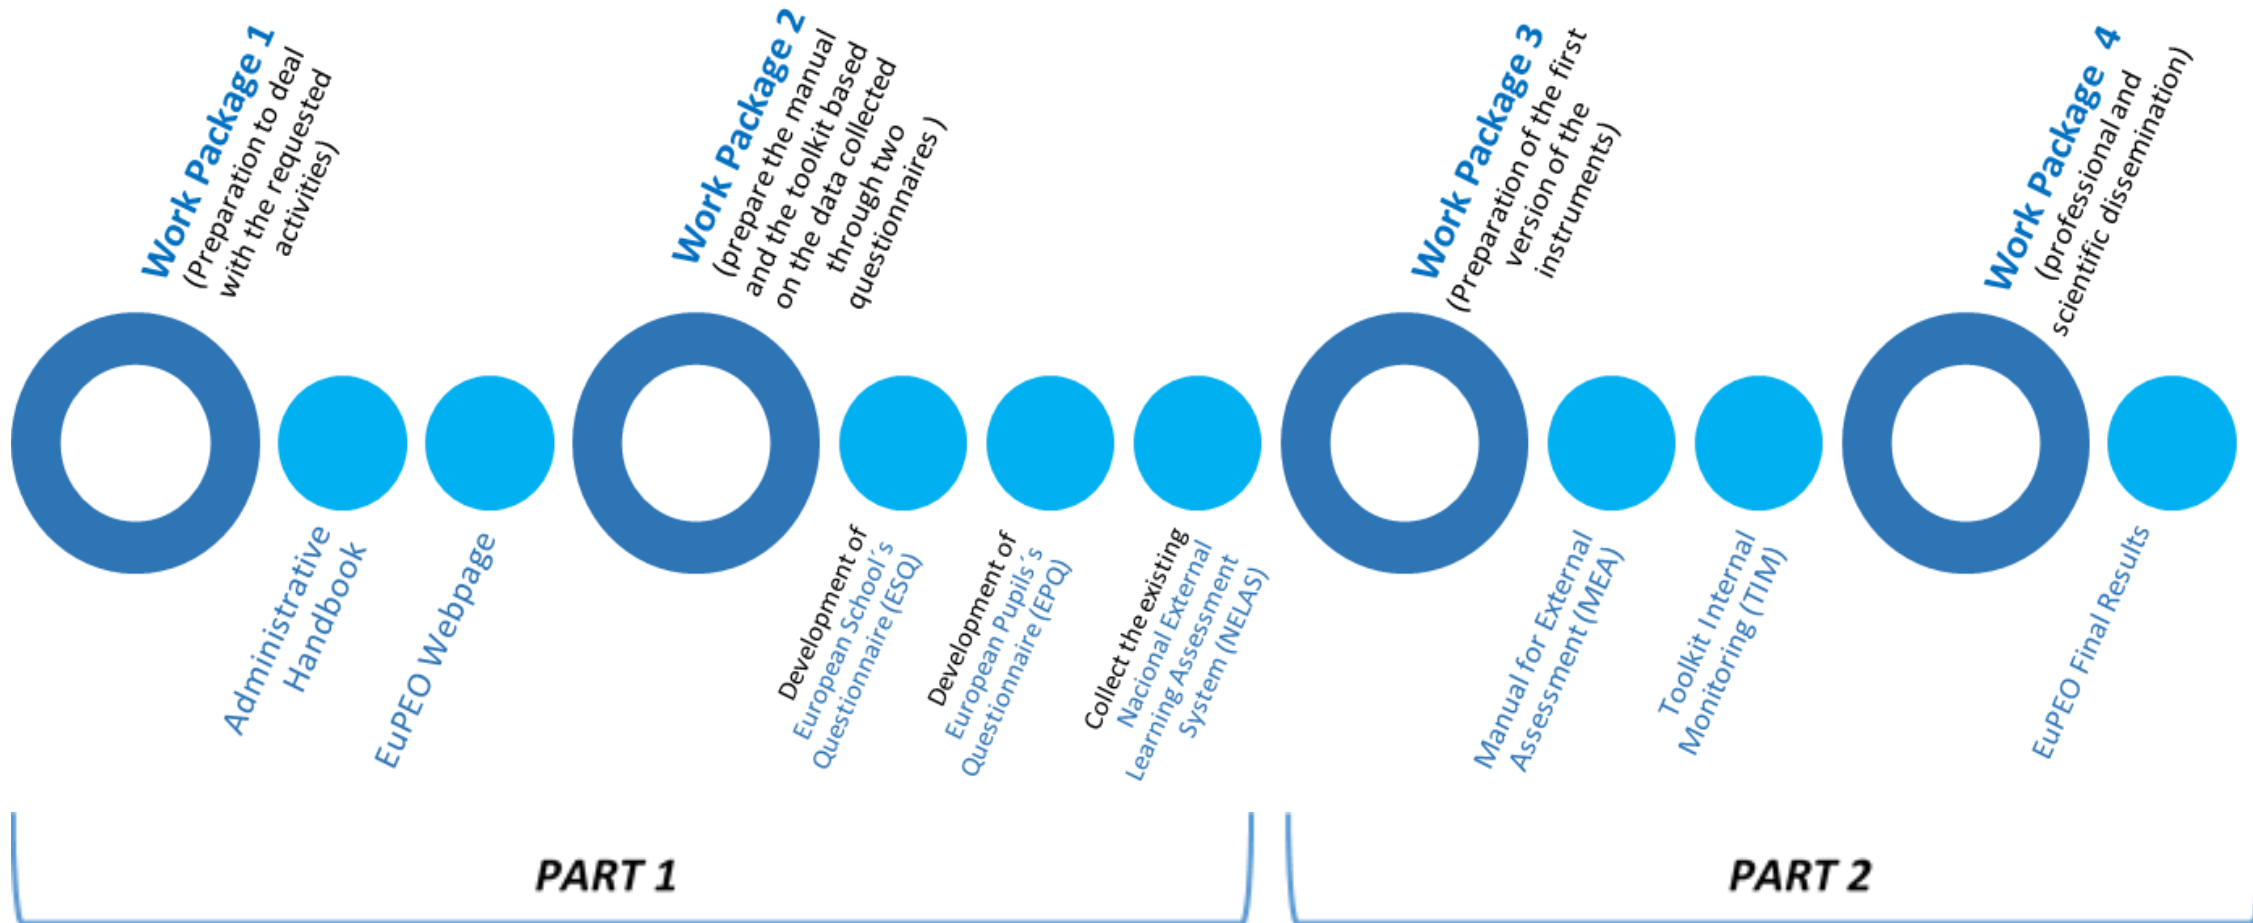 Work Package 1
(Preparation to deal
with the requested
activities)
Work Package 2
(prepare the manual
and the toolkit based
on the data collected
through two
questionnaires )
Work Package 3
(Preparation of the first
version of the
instruments)
Work Package 4
(professional and
scientific dissemination)
Administrative
Handbook
EuPEO Webpage
Development of
European School´s
Questionnaire (ESQ)
Development of
European Pupils´s
Questionnaire (EPQ)
Collect the existing
Nacional External
Learning Assessment
System (NELAS)
Manual for External
Assessment (MEA)
Toolkit Internal
Monitoring (TIM)
EuPEO Final Results
PART 1
PART 2